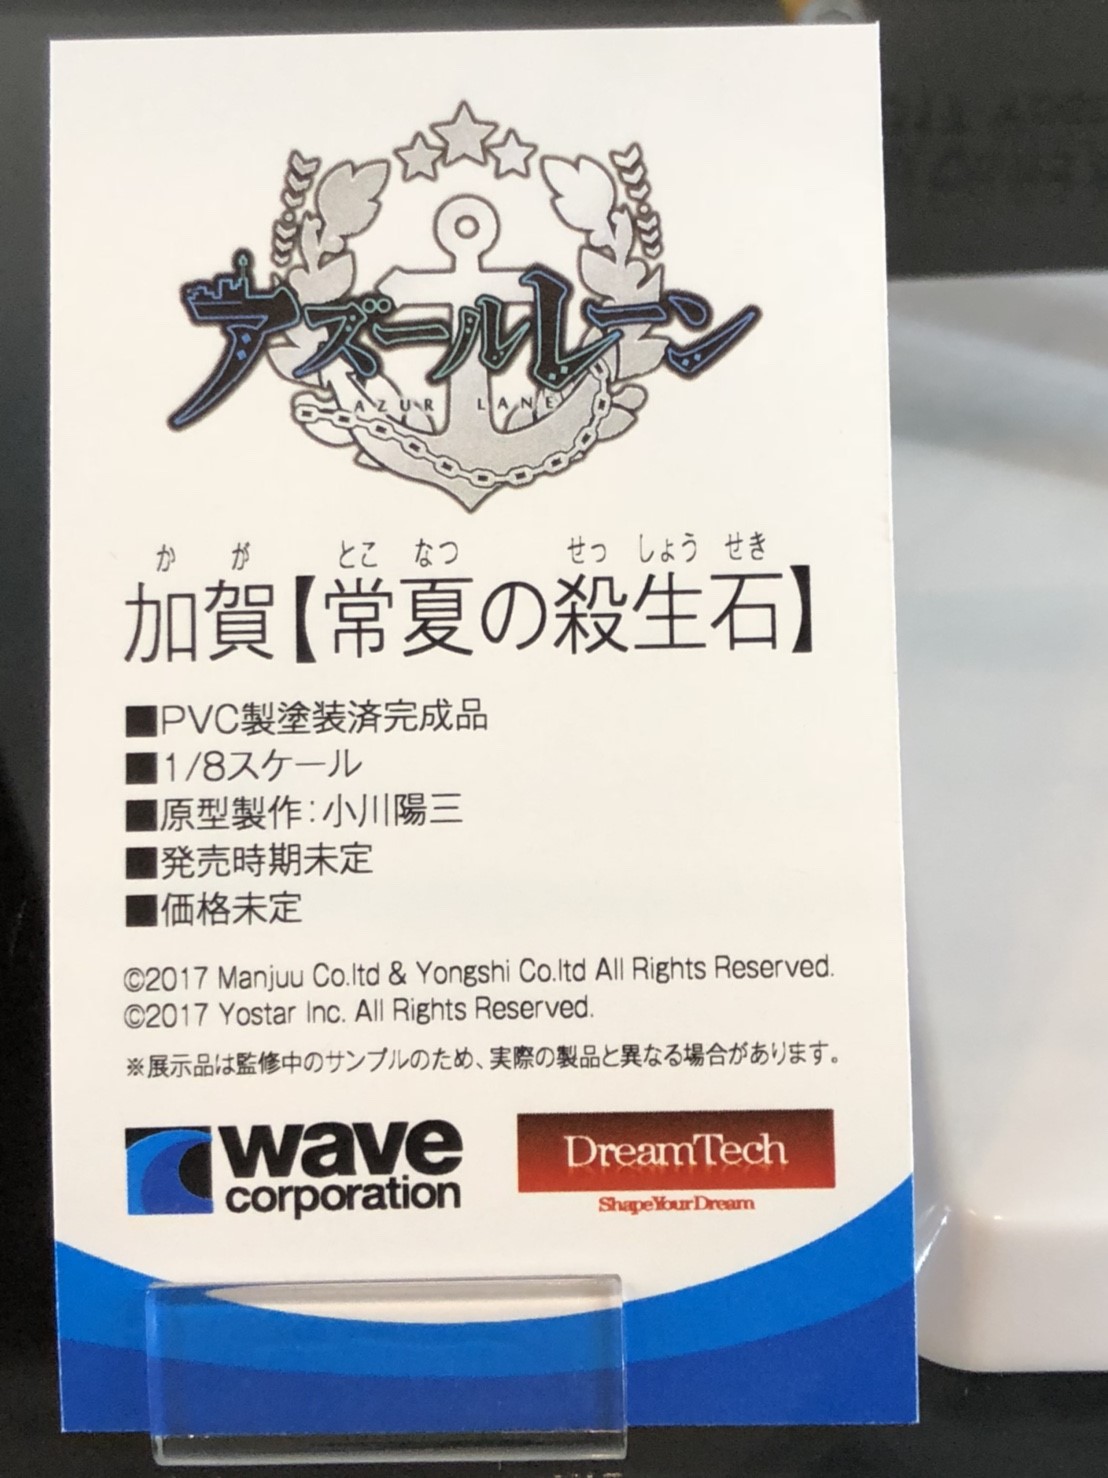 アズールレーン
AZUR LANE
か が とこ なつ せっ しょう せき
加賀【常夏の殺生石】
■PVC製塗装済完成品
■1/8スケール
■原型製作：小川陽三
■発売時期未定
■価格未定
©2017 Manjuu Co.ltd & Yongshi Co.ltd All Rights Reserved.
©2017 Yostar Inc. All Rights Reserved.
※展示品は監修中のサンプルのため、実際の製品と異なる場合があります。
wave
corporation
DreamTech
ShapeYourDream